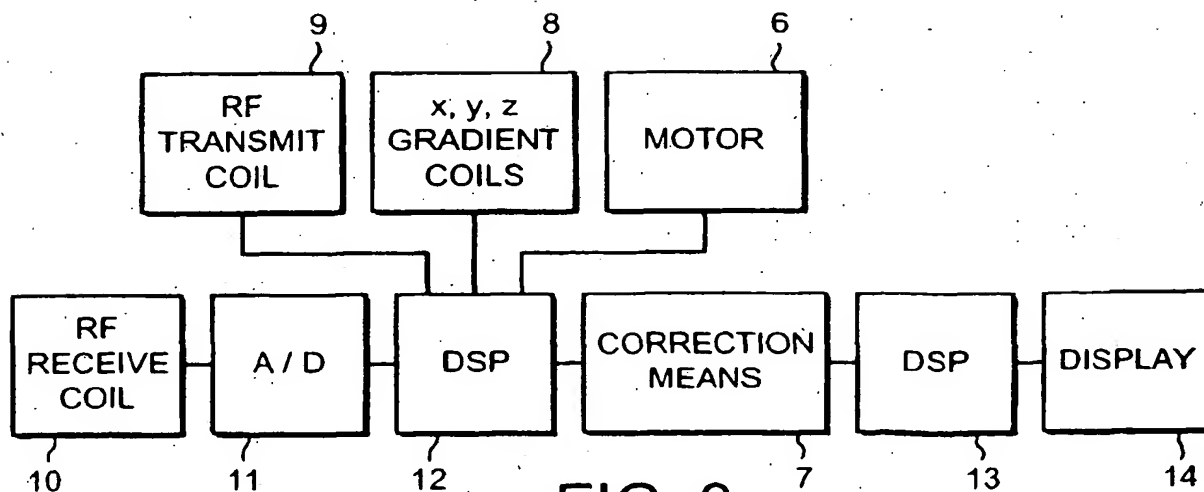 9
8
6
RF
TRANSMIT
COIL
x, y, z
GRADIENT
COILS
MOTOR
RF
RECEIVE
COIL
A / D
DSP
CORRECTION
MEANS
DSP
DISPLAY
10
11
12
7
13
14